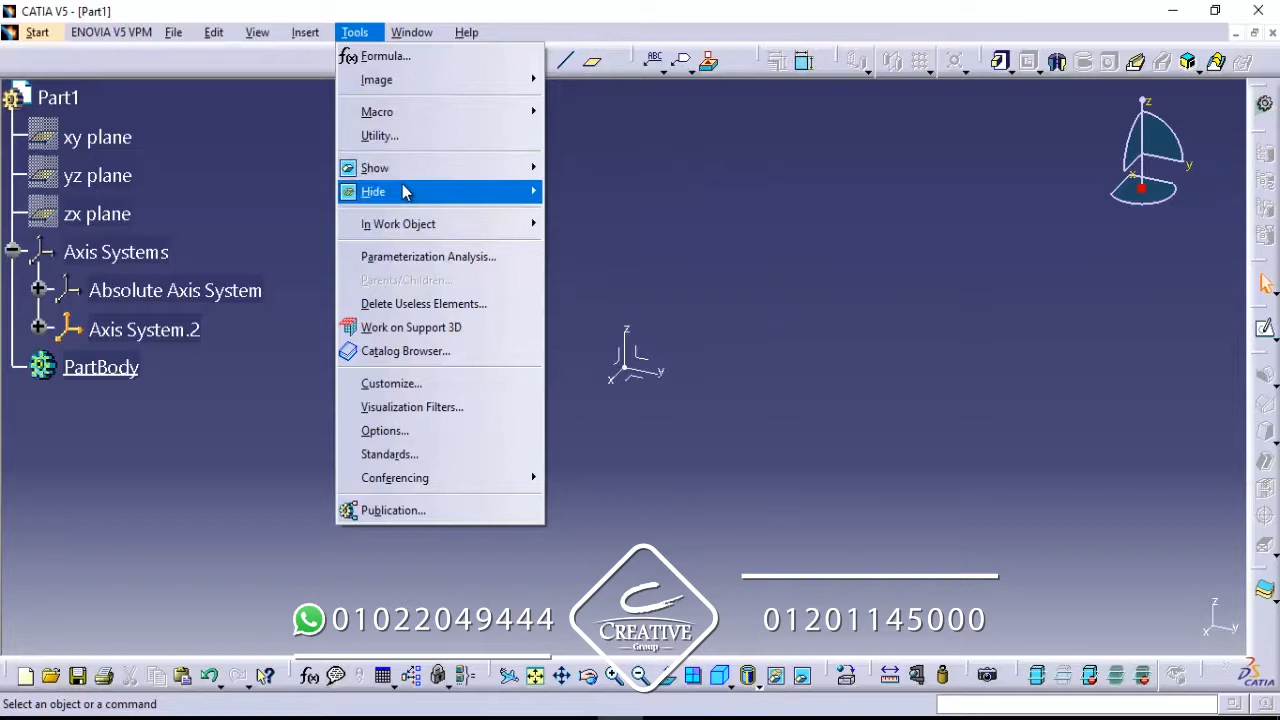 CATIA V5 - [Part1]
Start ENOVIA V5 VPM File Edit View Insert Tools Window Help
ABC
Formula...
Image
Macro
Utility...
Show
Hide
In Work Object
Parameterization Analysis...
Parents/Children...
Delete Useless Elements...
Work on Support 3D
Catalog Browser...
Customize...
Visualization Filters...
Options...
Standards...
Conferencing
Publication...
Part1
xy plane
yz plane
zx plane
Axis Systems
Absolute Axis System
Axis System.2
PartBody
z
y
x
z
y
x
z
x y
01022049444
CREATIVE
Group
01201145000
CATIA
Select an object or a command